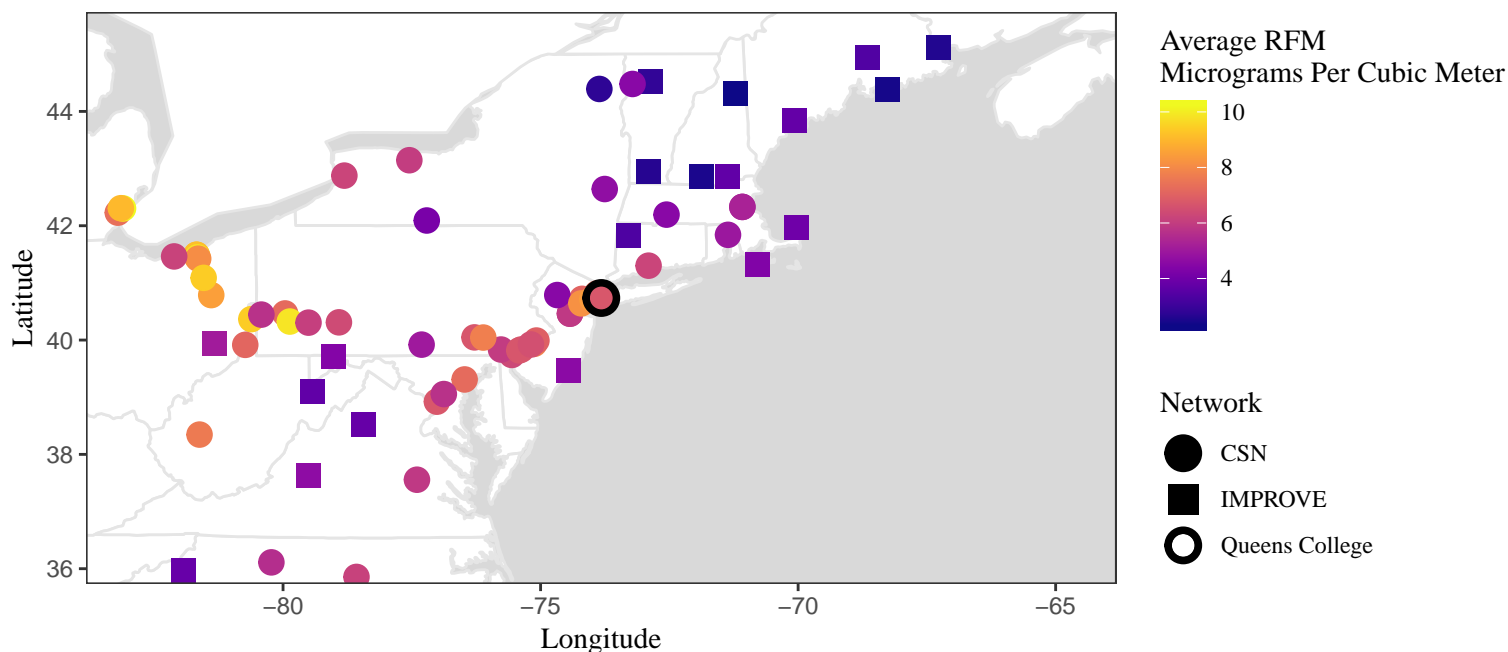 Average RFM
Micrograms Per Cubic Meter
10
8
6
4
Network
CSN
IMPROVE
Queens College
44
42
40
38
36
Latitude
−80
−75
−70
−65
Longitude